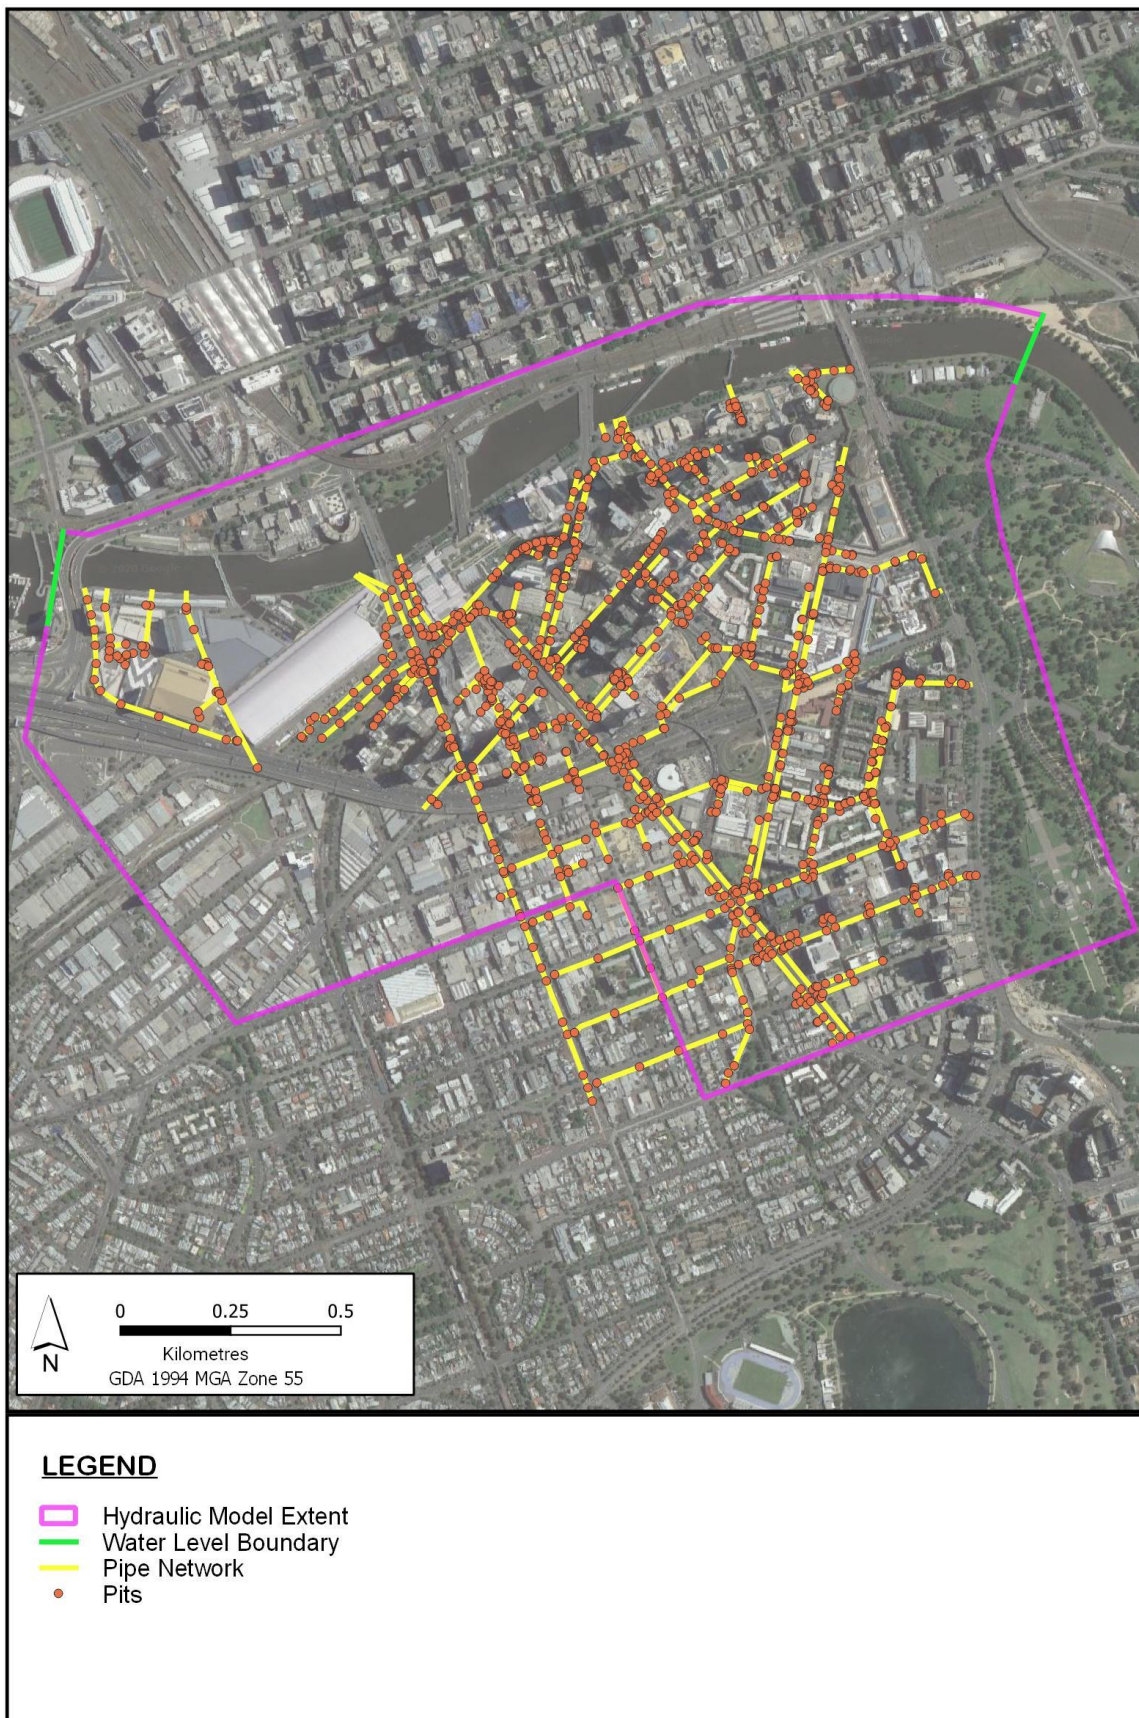 0 0.25 0.5
Kilometres
N
GDA 1994 MGA Zone 55
LEGEND
Hydraulic Model Extent
Water Level Boundary
Pipe Network
Pits